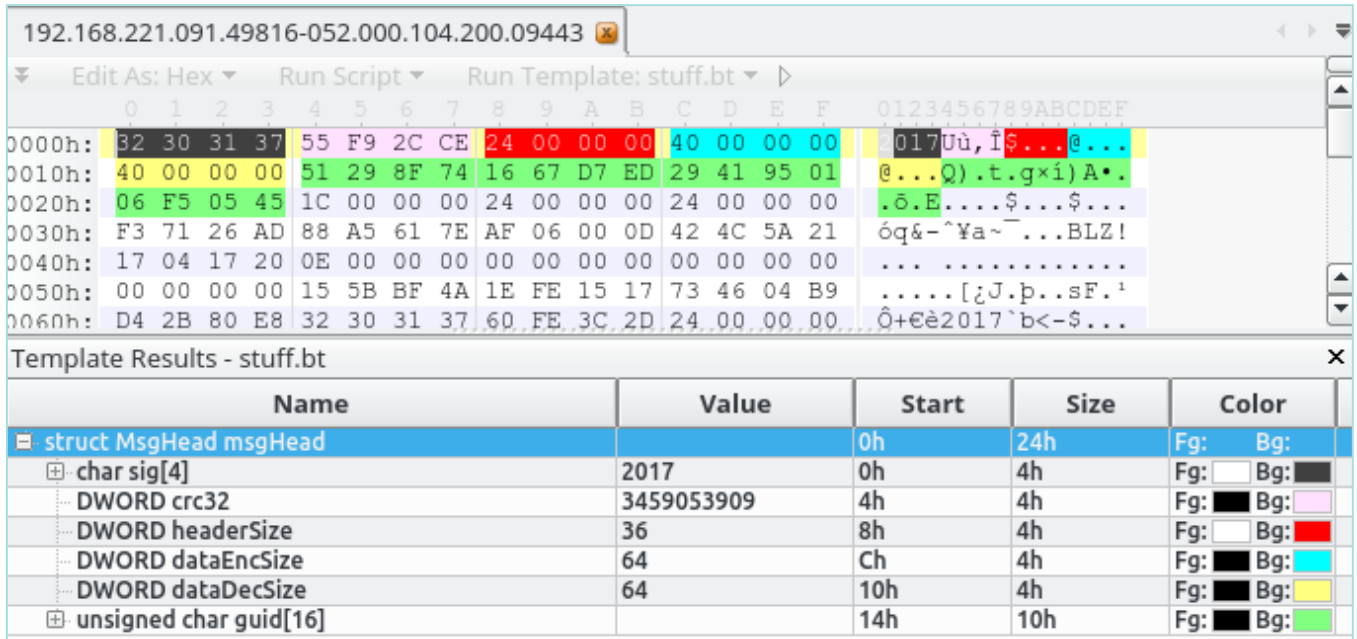 192.168.221.091.49816-052.000.104.200.09443
Edit As: Hex Run Script Run Template: stuff.bt
0 1 2 3 4 5 6 7 8 9 A B C D E F 0123456789ABCDEF
0000h: 32 30 31 37 55 F9 2C CE 24 00 00 00 40 00 00 00 2017Uù,Î$...@...
0010h: 40 00 00 00 51 29 8F 74 16 67 D7 ED 29 41 95 01 @...Q).t.g×í)A•.
0020h: 06 F5 05 45 1C 00 00 00 24 00 00 00 24 00 00 00 .õ.E....$...$...
0030h: F3 71 26 AD 88 A5 61 7E AF 06 00 0D 42 4C 5A 21 óq&-ˆ¥a~¯...BLZ!
0040h: 17 04 17 20 0E 00 00 00 00 00 00 00 00 00 00 00 ... ............
0050h: 00 00 00 00 15 5B BF 4A 1E FE 15 17 73 46 04 B9 .....[¿J.þ..sF.¹
0060h: D4 2B 80 E8 32 30 31 37 60 FE 3C 2D 24 00 00 00 Ô+€è2017`þ<-$...
Template Results - stuff.bt
Name Value Start Size Color
struct MsgHead msgHead 0h 24h Fg: Bg:
char sig[4] 2017 0h 4h Fg: Bg:
DWORD crc32 3459053909 4h 4h Fg: Bg:
DWORD headerSize 36 8h 4h Fg: Bg:
DWORD dataEncSize 64 Ch 4h Fg: Bg:
DWORD dataDecSize 64 10h 4h Fg: Bg:
unsigned char guid[16] 14h 10h Fg: Bg: